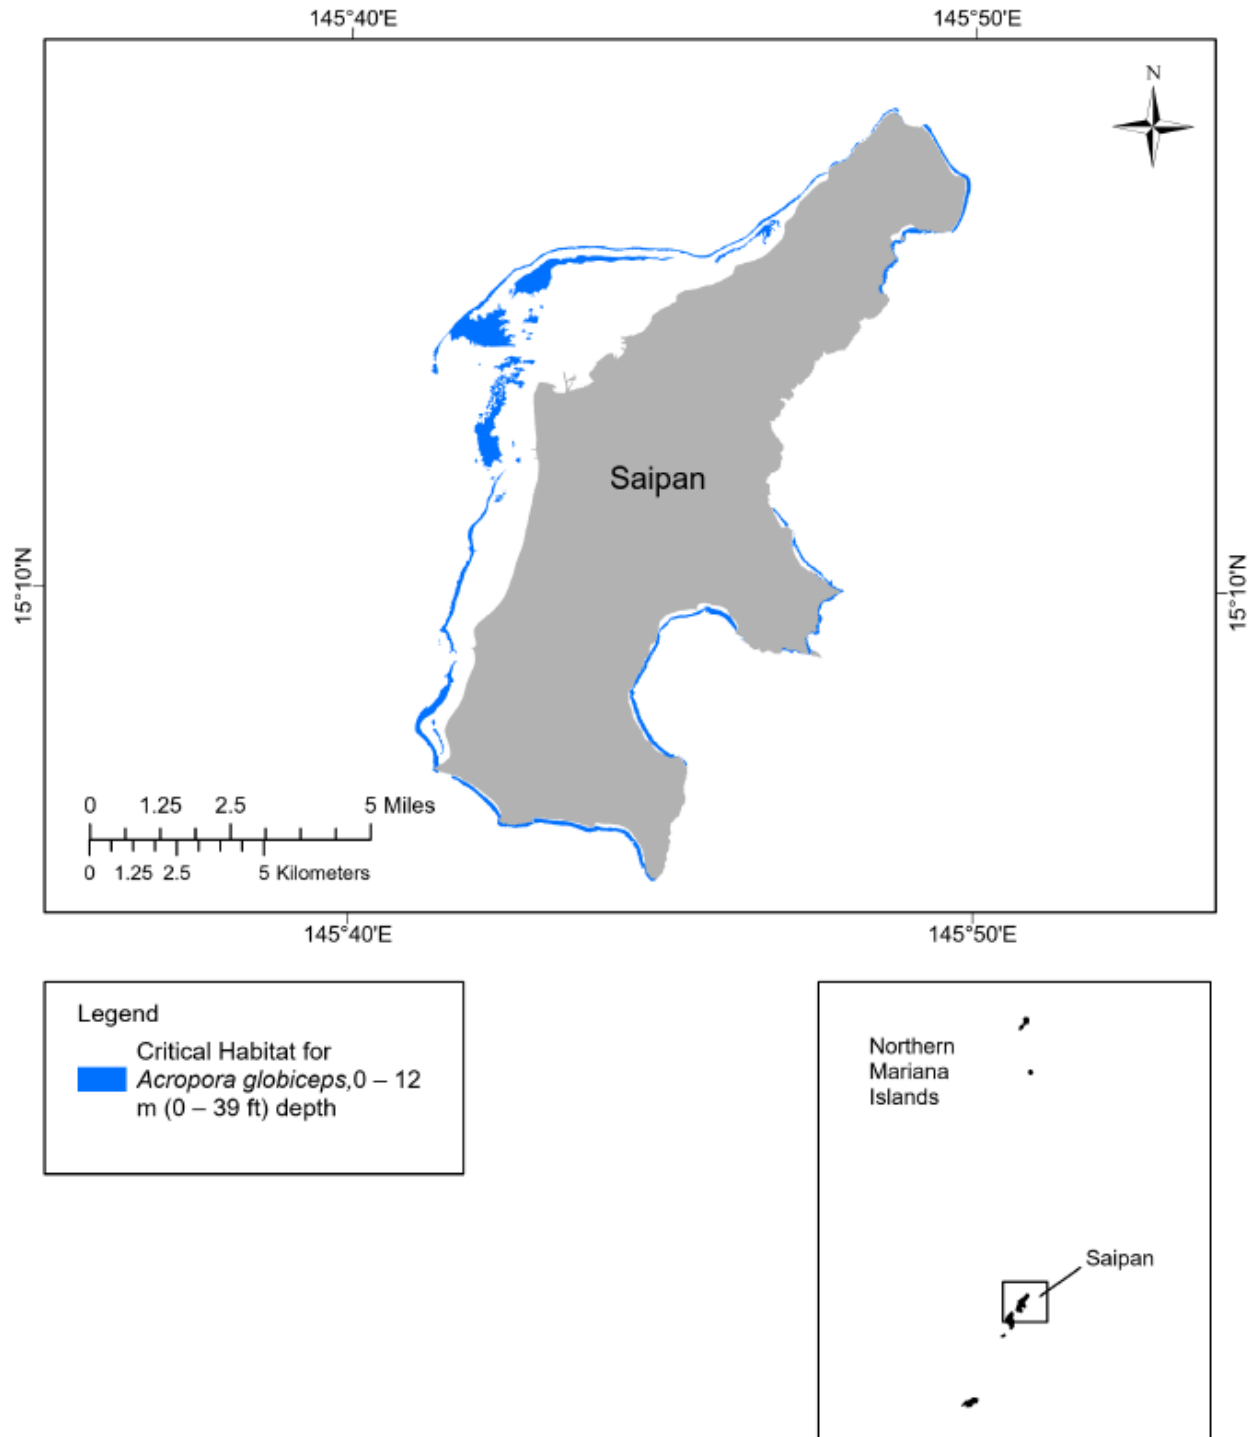 145°40'E 145°50'E
N
Saipan
15°10'N 15°10'N
0 1.25 2.5 5 Miles
0 1.25 2.5 5 Kilometers
145°40'E 145°50'E
Legend
Critical Habitat for
Acropora globiceps,0 – 12
m (0 – 39 ft) depth
Northern
Mariana
Islands
Saipan